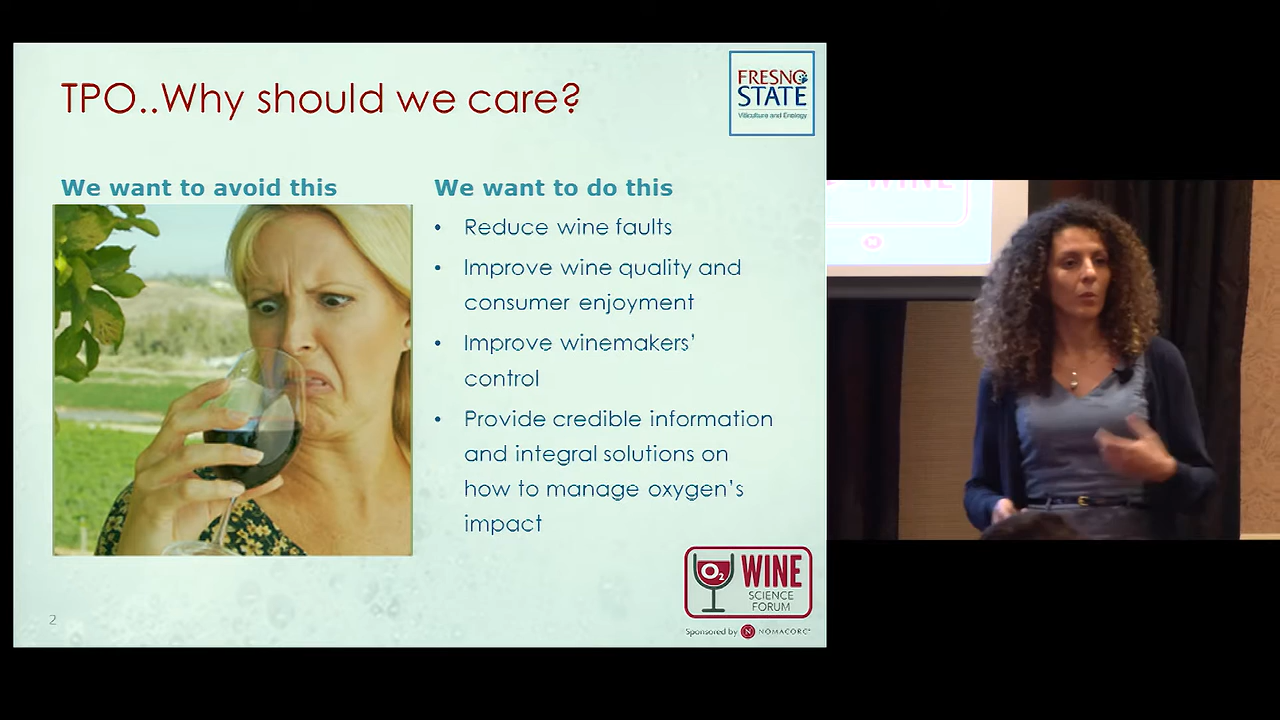 TPO..Why should we care?
FRESNO
STATE
Viticulture and Enology
We want to avoid this
We want to do this
• Reduce wine faults
• Improve wine quality and
consumer enjoyment
• Improve winemakers’
control
• Provide credible information
and integral solutions on
how to manage oxygen’s
impact
O2 WINE
SCIENCE
FORUM
Sponsored by N NOMACORC
2
WINE
N